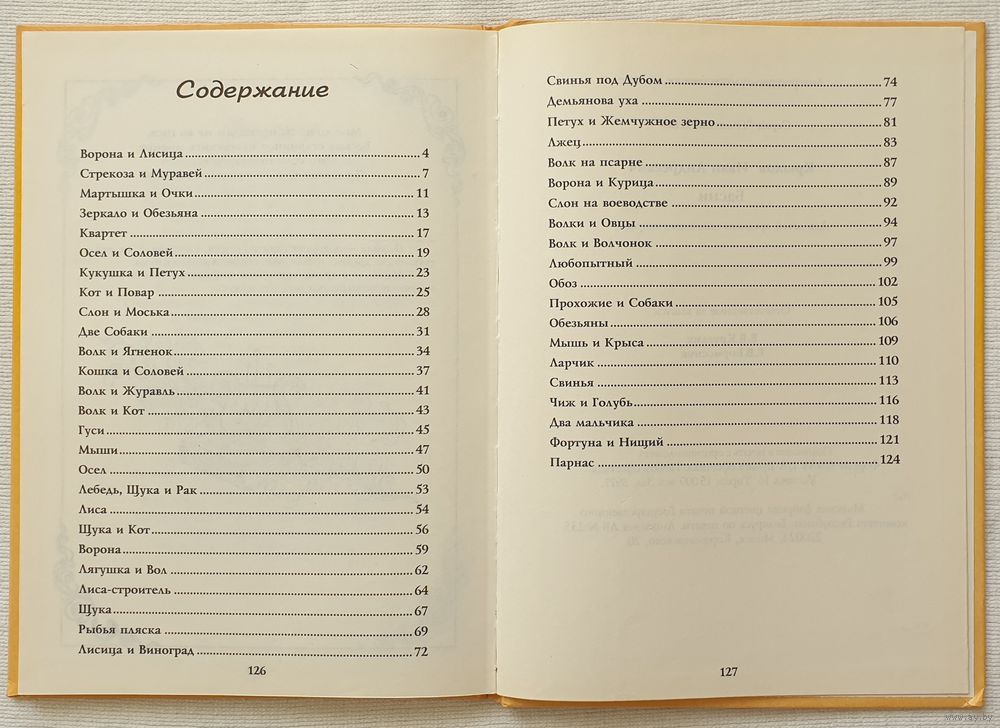 Содержание
Ворона и Лисица 4
Стрекоза и Муравей 7
Мартышка и Очки 11
Зеркало и Обезьяна 13
Квартет 17
Осел и Соловей 19
Кукушка и Петух 23
Кот и Повар 25
Слон и Моська 28
Две Собаки 31
Волк и Ягненок 34
Кошка и Соловей 37
Волк и Журавль 41
Волк и Кот 43
Гуси 45
Мыши 47
Осел 50
Лебедь, Щука и Рак 53
Лиса 54
Щука и Кот 56
Ворона 59
Лягушка и Вол 62
Лиса-строитель 64
Щука 67
Рыбья пляска 69
Лисица и Виноград 72
126
Свинья под Дубом 74
Демьянова уха 77
Петух и Жемчужное зерно 81
Лжец 83
Волк на псарне 87
Ворона и Курица 89
Слон на воеводстве 92
Волки и Овцы 94
Волк и Волчонок 97
Любопытный 99
Обоз 102
Прохожие и Собаки 105
Обезьяны 106
Мышь и Крыса 109
Ларчик 110
Свинья 113
Чиж и Голубь 116
Два мальчика 118
Фортуна и Нищий 121
Парнас 124
127